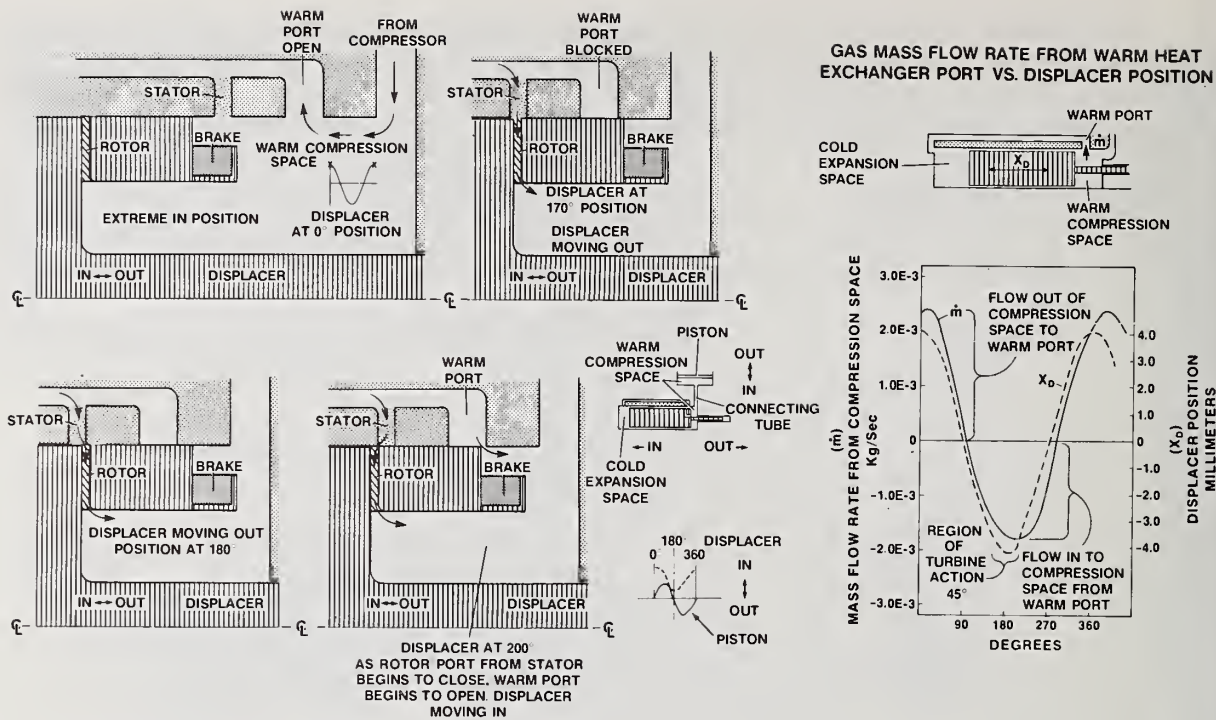 WARM
PORT
OPEN
FROM
COMPRESSOR
STATOR
ROTOR
BRAKE
WARM COMPRESSION
SPACE
EXTREME IN POSITION
DISPLACER
AT 0° POSITION
IN ↔ OUT
DISPLACER
℄
℄
WARM
PORT
BLOCKED
STATOR
ROTOR
BRAKE
DISPLACER AT
170° POSITION
DISPLACER
MOVING OUT
IN ↔ OUT
DISPLACER
℄
STATOR
ROTOR
BRAKE
DISPLACER MOVING OUT
POSITION AT 180°
IN ↔ OUT
DISPLACER
℄
℄
WARM
PORT
STATOR
ROTOR
BRAKE
IN ↔ OUT
DISPLACER
℄
DISPLACER AT 200°
AS ROTOR PORT FROM STATOR
BEGINS TO CLOSE. WARM PORT
BEGINS TO OPEN. DISPLACER
MOVING IN
PISTON
WARM
COMPRESSION
SPACE
OUT
IN
CONNECTING
TUBE
← IN
OUT →
COLD
EXPANSION
SPACE
DISPLACER
0°
180°
360°
IN
OUT
PISTON
GAS MASS FLOW RATE FROM WARM HEAT
EXCHANGER PORT VS. DISPLACER POSITION
WARM PORT
ṁ
COLD
EXPANSION
SPACE
X_D
WARM
COMPRESSION
SPACE
(ṁ)
MASS FLOW RATE FROM COMPRESSION SPACE
Kg/Sec
3.0E-3
2.0E-3
1.0E-3
0
-1.0E-3
-2.0E-3
-3.0E-3
ṁ
FLOW OUT OF
COMPRESSION
SPACE TO
WARM PORT
X_D
REGION
OF
TURBINE
ACTION
45°
FLOW IN TO
COMPRESSION
SPACE FROM
WARM PORT
4.0
3.0
2.0
1.0
0
-1.0
-2.0
-3.0
-4.0
(X_D)
DISPLACER POSITION
MILLIMETERS
90
180
270
360
DEGREES